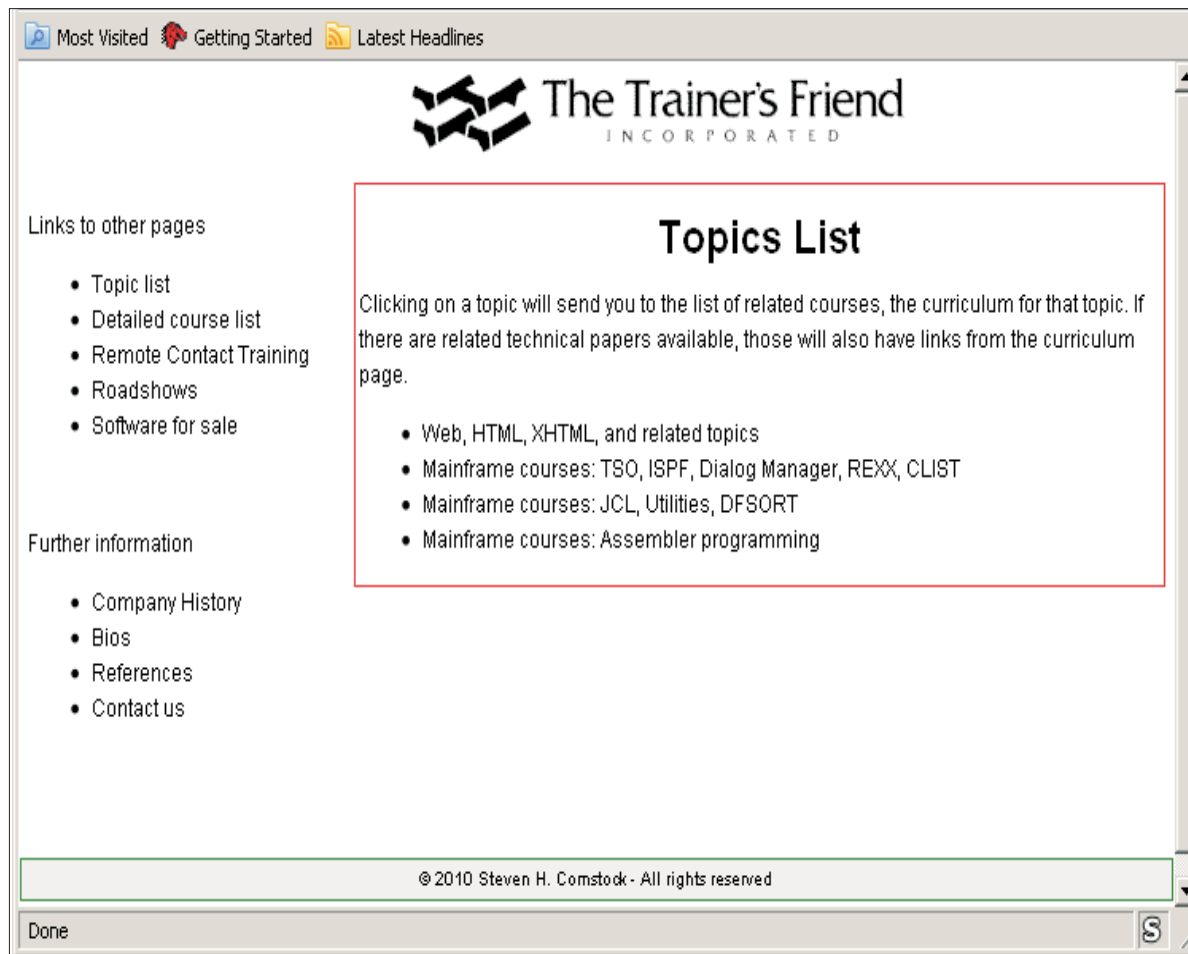 Most Visited Getting Started Latest Headlines
The Trainer's Friend
INCORPORATED
Links to other pages
• Topic list
• Detailed course list
• Remote Contact Training
• Roadshows
• Software for sale
Further information
• Company History
• Bios
• References
• Contact us
Topics List
Clicking on a topic will send you to the list of related courses, the curriculum for that topic. If
there are related technical papers available, those will also have links from the curriculum
page.
• Web, HTML, XHTML, and related topics
• Mainframe courses: TSO, ISPF, Dialog Manager, REXX, CLIST
• Mainframe courses: JCL, Utilities, DFSORT
• Mainframe courses: Assembler programming
© 2010 Steven H. Comstock - All rights reserved
Done S